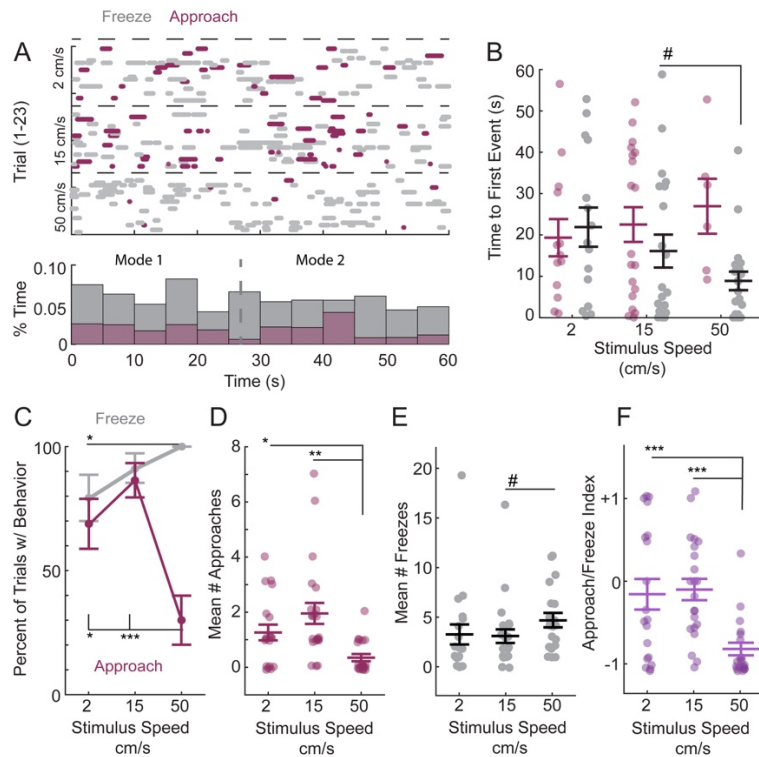 Freeze Approach
A
Trial (1-23)
2 cm/s
15 cm/s
50 cm/s
Mode 1 Mode 2
0.10
0.05
0
% Time
0 10 20 30 40 50 60
Time (s)
B
#
Time to First Event (s)
60
50
40
30
20
10
0
2 15 50
Stimulus Speed
(cm/s)
C
Freeze
*
Percent of Trials w/ Behavior
100
50
0
* ***
Approach
2 15 50
Stimulus Speed
cm/s
D
*
**
Mean # Approaches
8
6
4
2
0
2 15 50
Stimulus Speed
cm/s
E
#
Mean # Freezes
20
15
10
5
0
2 15 50
Stimulus Speed
cm/s
F
***
***
Approach/Freeze Index
+1
0
-1
2 15 50
Stimulus Speed
cm/s